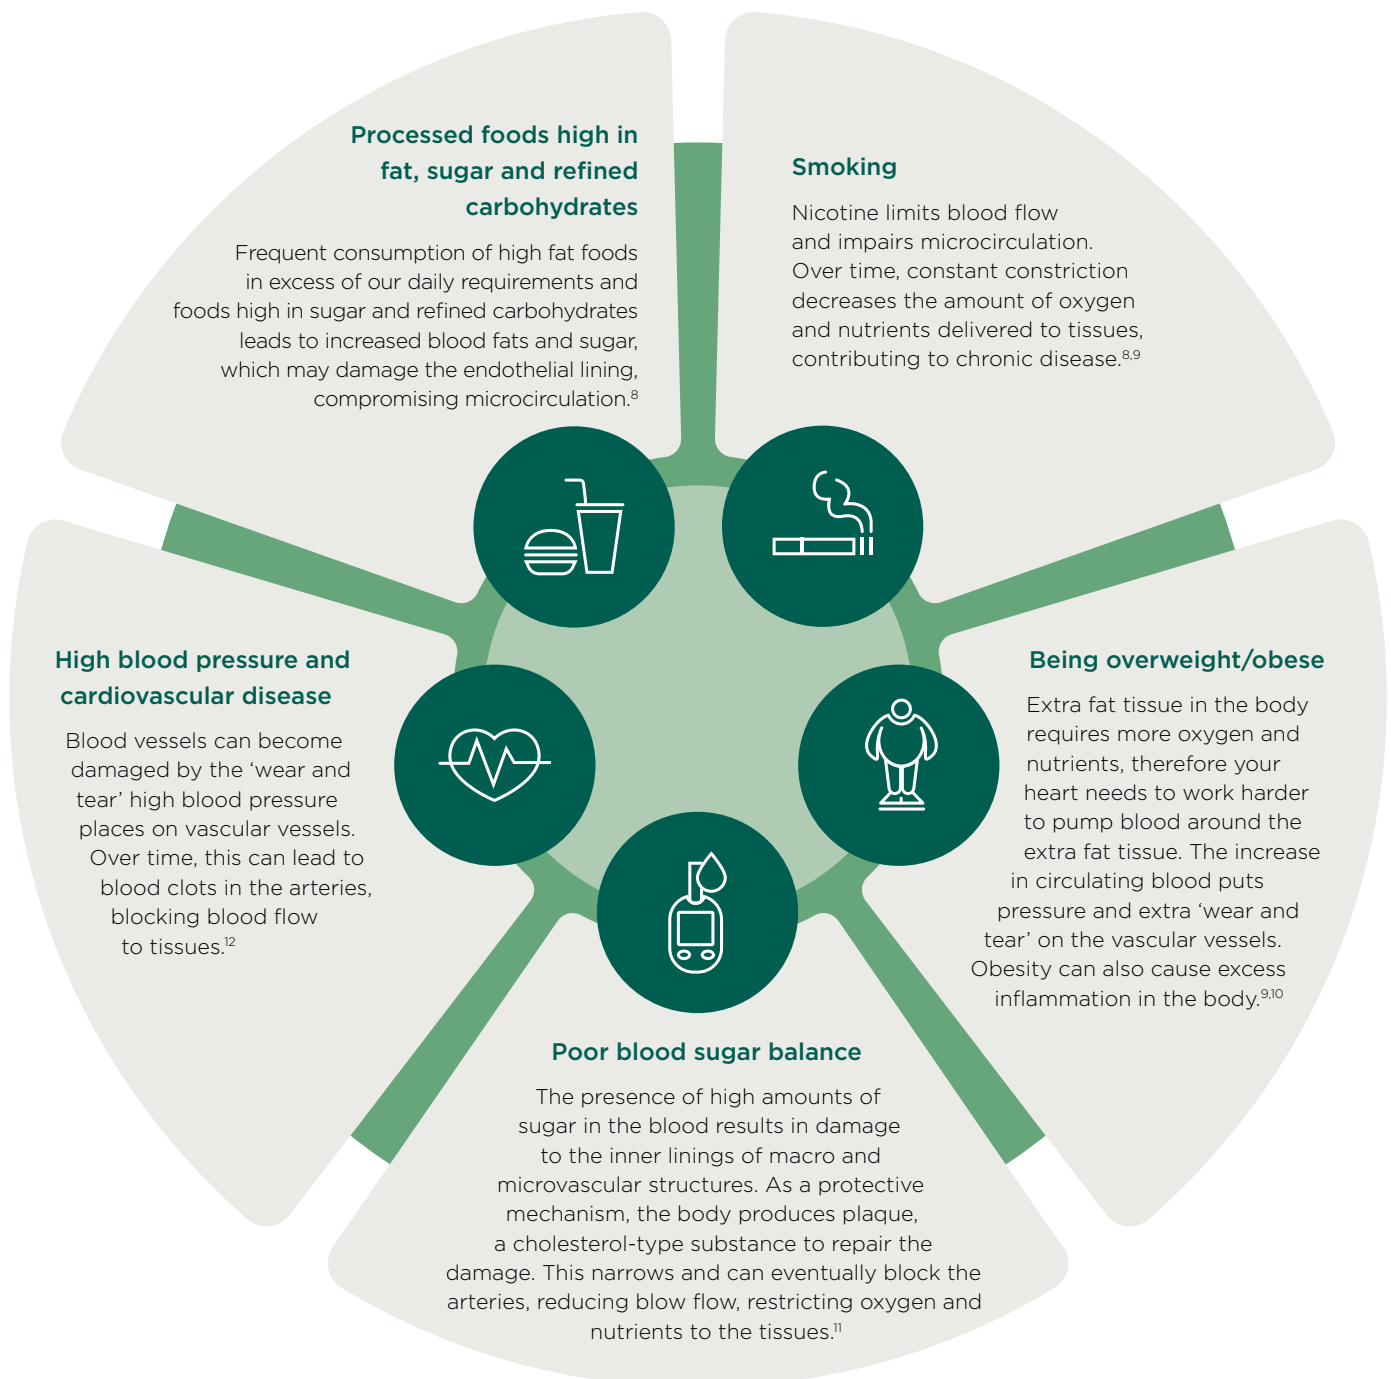 Processed foods high in
fat, sugar and refined
carbohydrates
Frequent consumption of high fat foods
in excess of our daily requirements and
foods high in sugar and refined carbohydrates
leads to increased blood fats and sugar,
which may damage the endothelial lining,
compromising microcirculation.⁸
Smoking
Nicotine limits blood flow
and impairs microcirculation.
Over time, constant constriction
decreases the amount of oxygen
and nutrients delivered to tissues,
contributing to chronic disease.⁸,⁹
High blood pressure and
cardiovascular disease
Blood vessels can become
damaged by the ‘wear and
tear’ high blood pressure
places on vascular vessels.
Over time, this can lead to
blood clots in the arteries,
blocking blood flow
to tissues.¹²
Being overweight/obese
Extra fat tissue in the body
requires more oxygen and
nutrients, therefore your
heart needs to work harder
to pump blood around the
extra fat tissue. The increase
in circulating blood puts
pressure and extra ‘wear and
tear’ on the vascular vessels.
Obesity can also cause excess
inflammation in the body.⁹,¹⁰
Poor blood sugar balance
The presence of high amounts of
sugar in the blood results in damage
to the inner linings of macro and
microvascular structures. As a protective
mechanism, the body produces plaque,
a cholesterol-type substance to repair the
damage. This narrows and can eventually block the
arteries, reducing blow flow, restricting oxygen and
nutrients to the tissues.¹¹